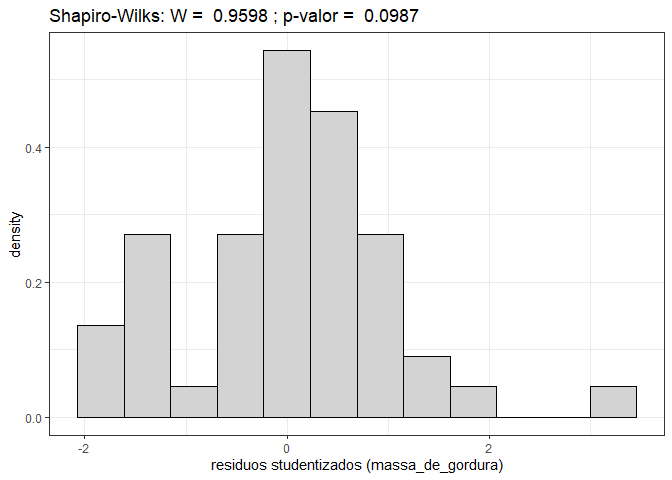 Shapiro-Wilks: W =  0.9598 ; p-valor =  0.0987
density
0.4
0.2
0.0
-2
0
2
residuos studentizados (massa_de_gordura)